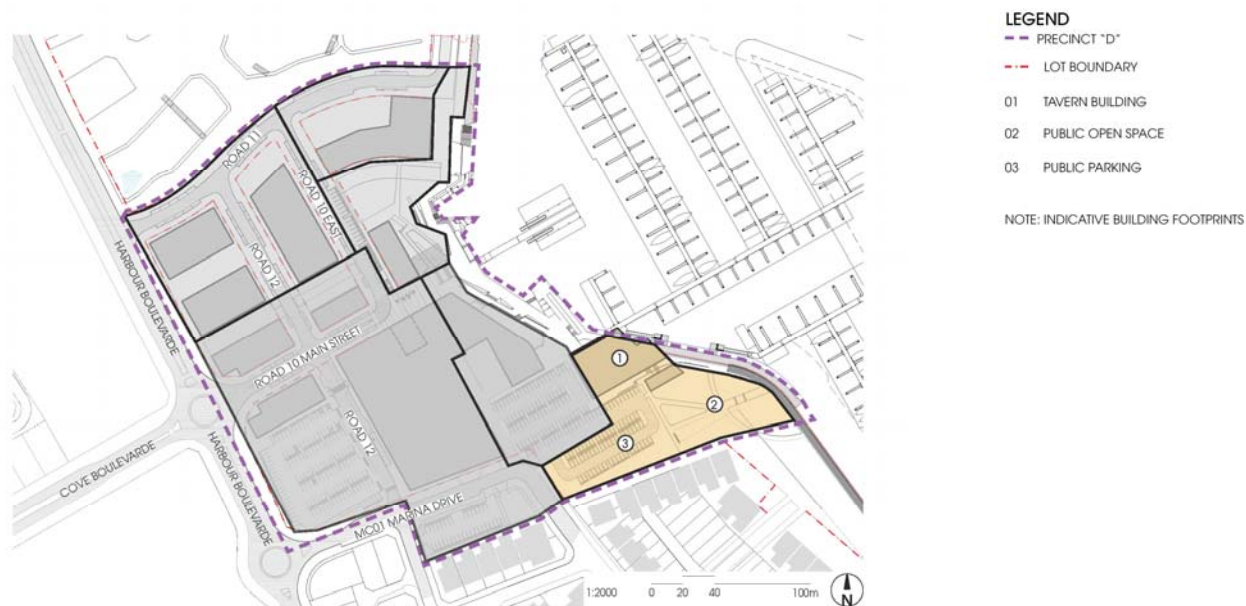 LEGEND
PRECINCT "D"
LOT BOUNDARY
01 TAVERN BUILDING
02 PUBLIC OPEN SPACE
03 PUBLIC PARKING
NOTE: INDICATIVE BUILDING FOOTPRINTS
ROAD 11
ROAD 10 EAST
HARBOUR BOULEVARDE
ROAD 12
ROAD 10 MAIN STREET
1
2
3
ROAD 12
COVE BOULEVARDE
HARBOUR BOULEVARDE
MC01 MARINA DRIVE
1:2000 0 20 40 100m
N